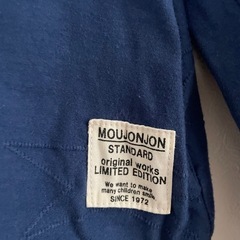 MOUJONJON
STANDARD
original works
LIMITED EDITION
We want to make
many children smile.
SINCE 1972